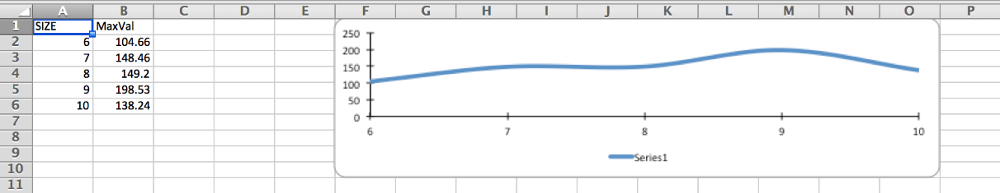 A B C D E F G H I J K L M N O P
1 SIZE MaxVal
2 6 104.66
3 7 148.46
4 8 149.2
5 9 198.53
6 10 138.24
7
8
9
10
11
250
200
150
100
50
0
6 7 8 9 10
Series1